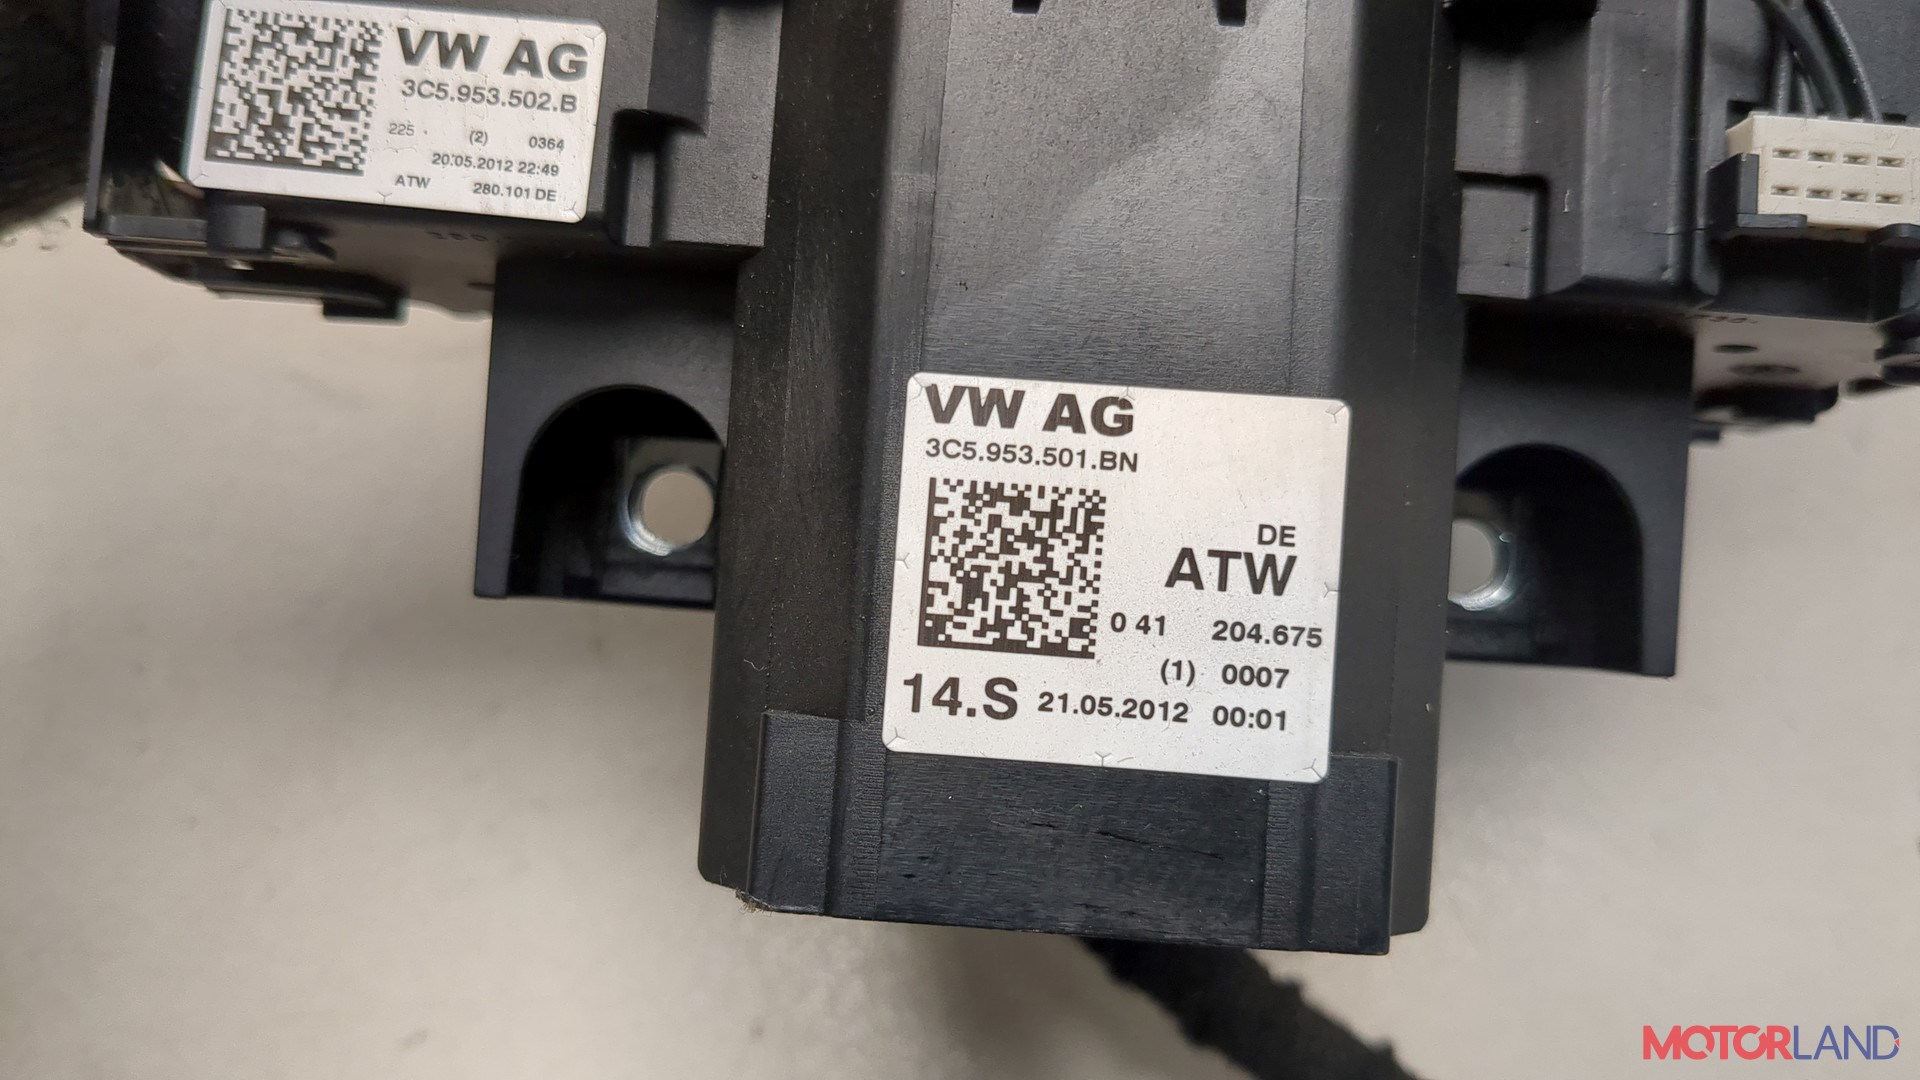 VW AG
3C5.953.502.B
225 (2) 0364
20.05.2012 22:49
ATW 280.101 DE
VW AG
3C5.953.501.BN
DE
ATW
0 41 204.675
(1) 0007
14.S 21.05.2012 00:01
MOTORLAND